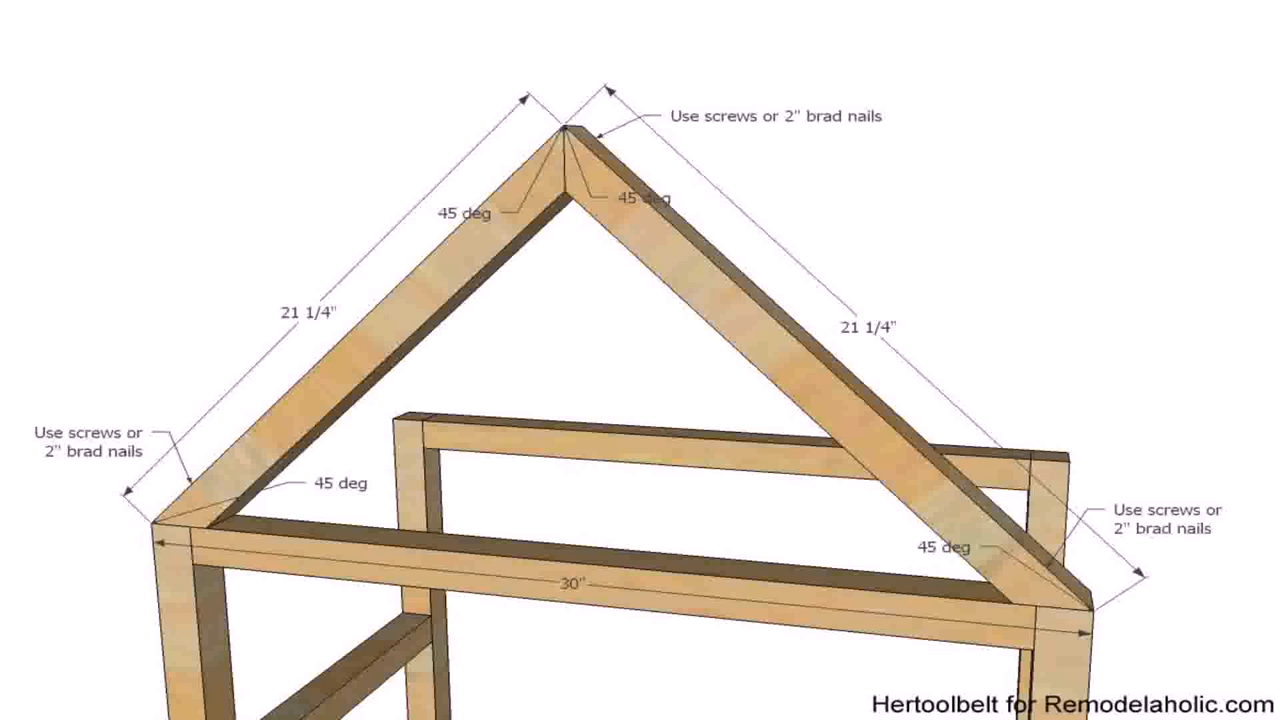 Use screws or 2" brad nails
45 deg
45 deg
21 1/4"
21 1/4"
Use screws or
2" brad nails
45 deg
Use screws or
2" brad nails
45 deg
30"
Hertoolbelt for Remodelaholic.com